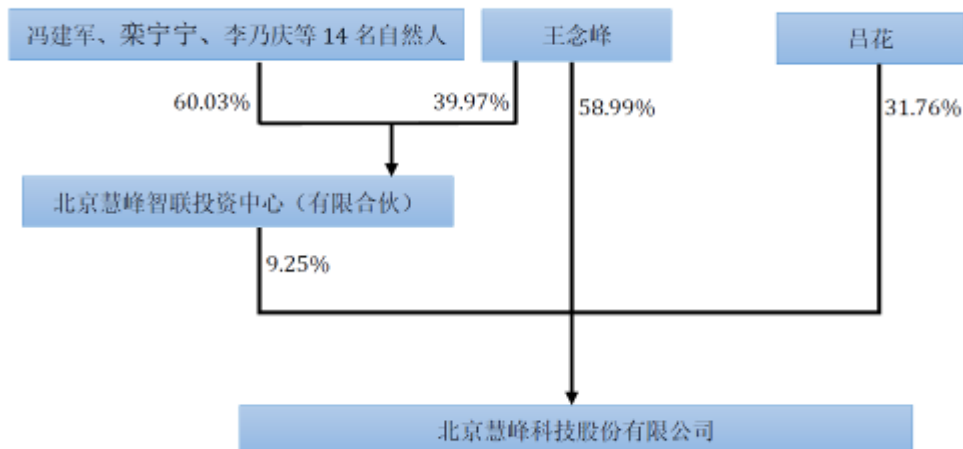 冯建军、栾宁宁、李乃庆等 14 名自然人
王念峰
吕花
60.03%
39.97%
58.99%
31.76%
北京慧峰智联投资中心（有限合伙）
9.25%
北京慧峰科技股份有限公司